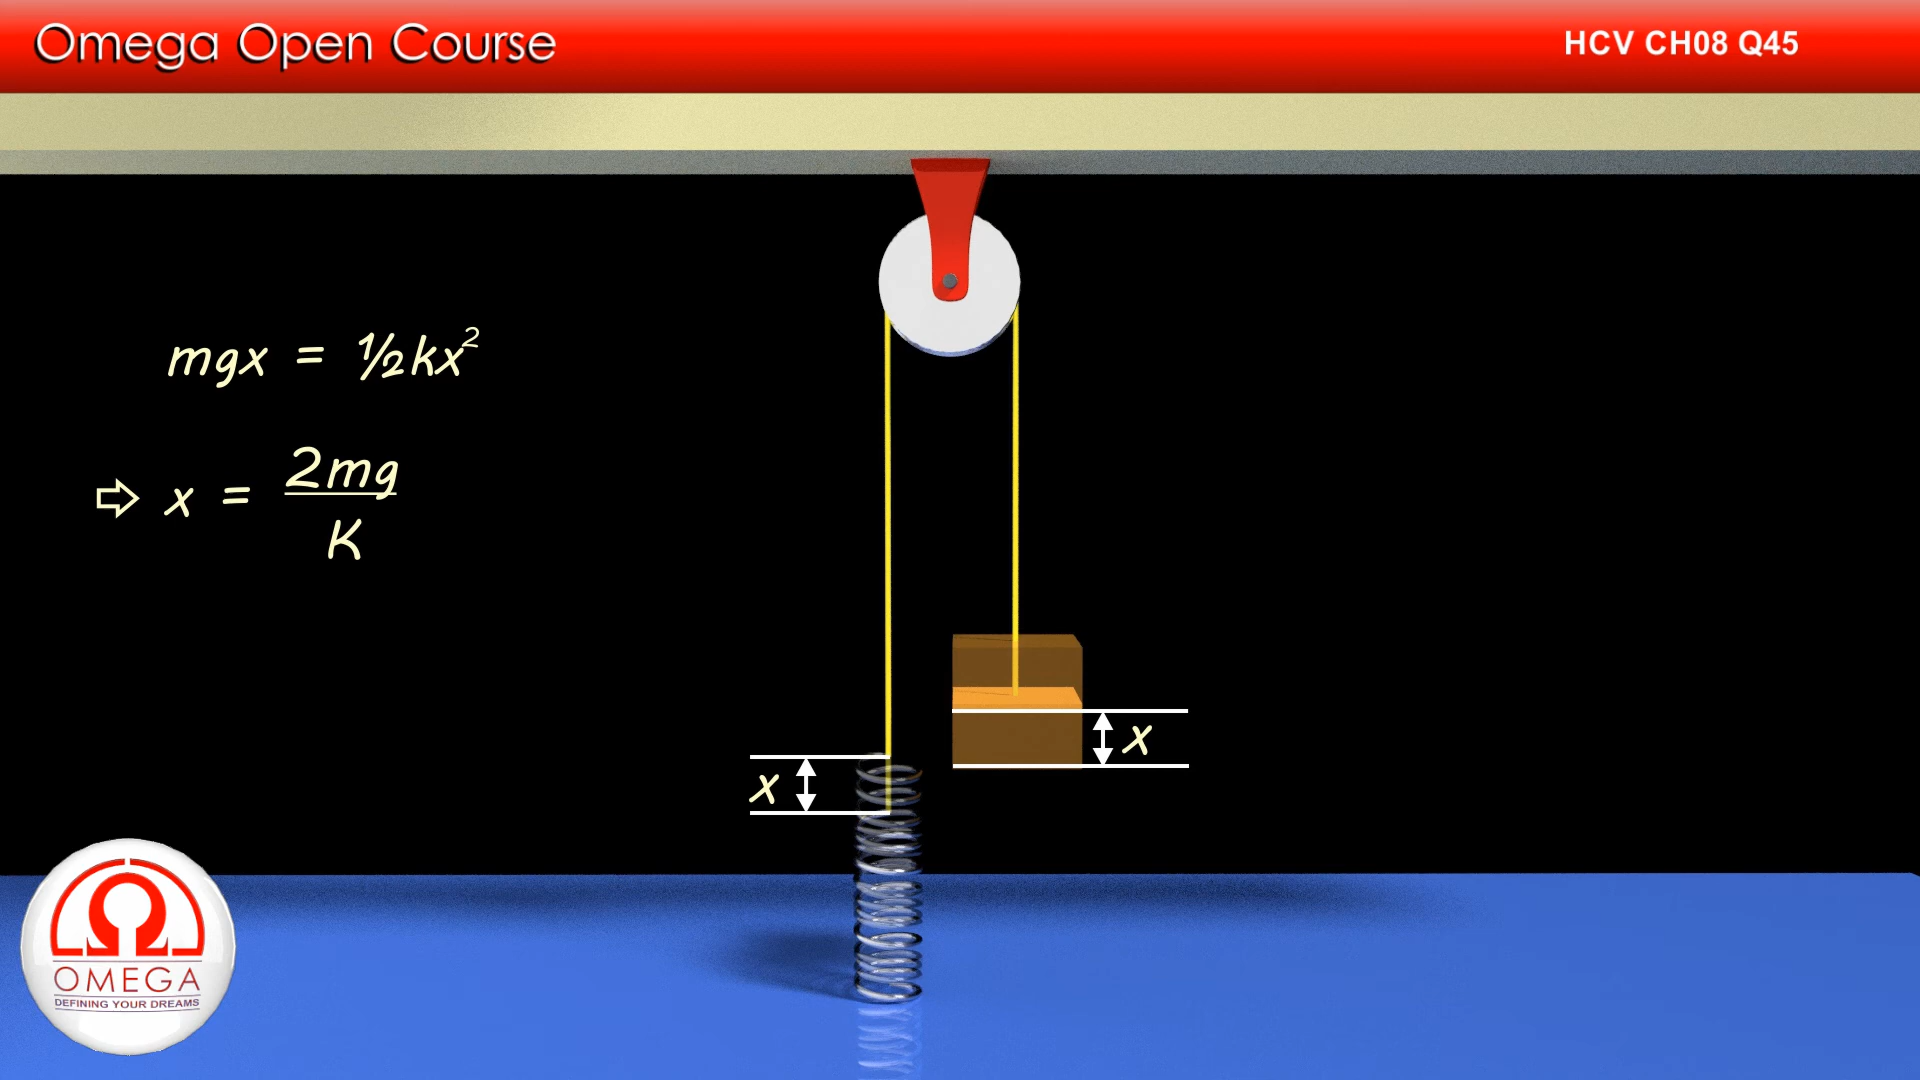 Omega Open Course
HCV CH08 Q45
mgx = ½kx²
⇨ x = 2mg
K
x
x
OMEGA
DEFINING YOUR DREAMS